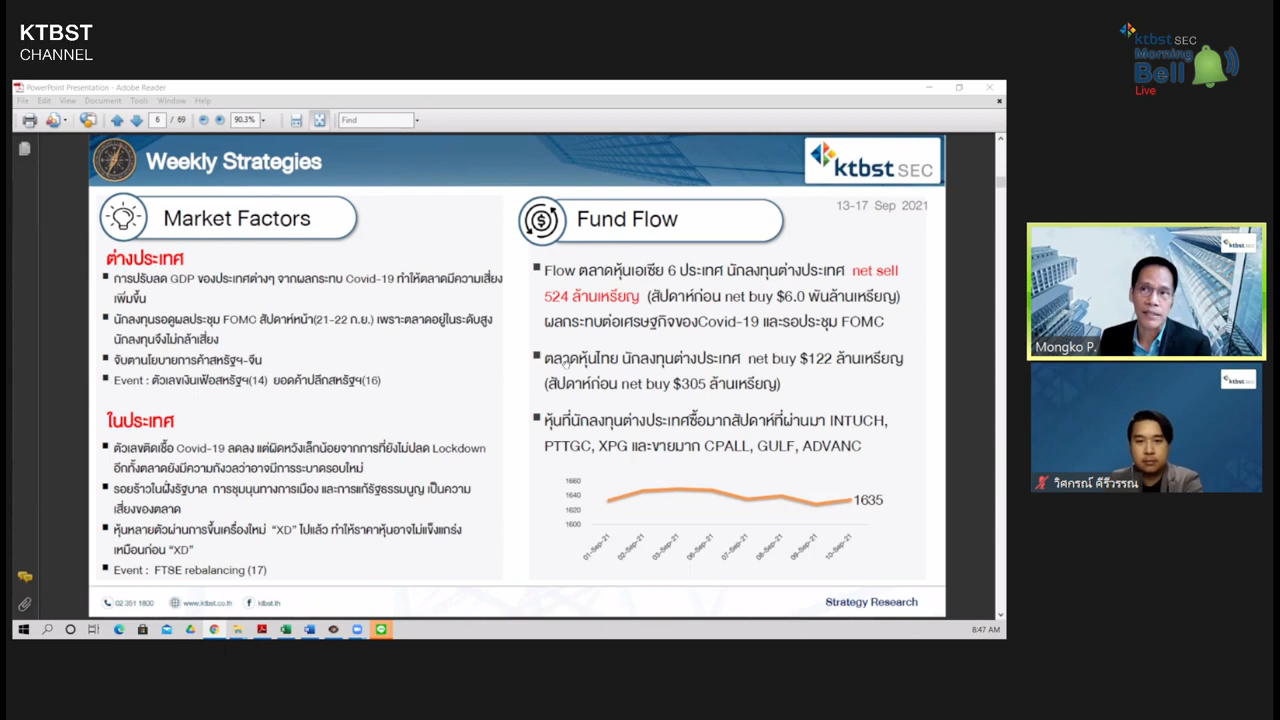 KTBST
CHANNEL
ktbst SEC
Morning
Bell
Live
PowerPoint Presentation - Adobe Reader
File Edit View Document Tools Window Help
6 / 69 90.3% Find
Weekly Strategies
ktbst SEC
Market Factors
Fund Flow
13-17 Sep 2021
ต่างประเทศ
การปรับลด GDP ของประเทศต่างๆ จากผลกระทบ Covid-19 ทำให้ตลาดมีความเสี่ยง
เพิ่มขึ้น
นักลงทุนรอดูผลประชุม FOMC สัปดาห์หน้า(21-22 ก.ย.) เพราะตลาดอยู่ในระดับสูง
นักลงทุนจึงไม่กล้าเสี่ยง
จับตานโยบายการค้าสหรัฐฯ-จีน
Event : ตัวเลขเงินเฟ้อสหรัฐฯ(14) ยอดค้าปลีกสหรัฐฯ(16)
ในประเทศ
ตัวเลขติดเชื้อ Covid-19 ลดลง แต่ผิดหวังเล็กน้อยจากการที่ยังไม่ปลด Lockdown
อีกทั้งตลาดยังมีความกังวลว่าอาจมีการระบาดรอบใหม่
รอยร้าวในฝั่งรัฐบาล การชุมนุมทางการเมือง และการแก้รัฐธรรมนูญ เป็นความ
เสี่ยงของตลาด
หุ้นหลายตัวผ่านการขึ้นเครื่องใหม่ “XD” ไปแล้ว ทำให้ราคาหุ้นอาจไม่แข็งแกร่ง
เหมือนก่อน “XD”
Event : FTSE rebalancing (17)
Flow ตลาดหุ้นเอเซีย 6 ประเทศ นักลงทุนต่างประเทศ net sell
524 ล้านเหรียญ (สัปดาห์ก่อน net buy $6.0 พันล้านเหรียญ)
ผลกระทบต่อเศรษฐกิจของCovid-19 และรอประชุม FOMC
ตลาดหุ้นไทย นักลงทุนต่างประเทศ net buy $122 ล้านเหรียญ
(สัปดาห์ก่อน net buy $305 ล้านเหรียญ)
หุ้นที่นักลงทุนต่างประเทศซื้อมากสัปดาห์ที่ผ่านมา INTUCH,
PTTGC, XPG และขายมาก CPALL, GULF, ADVANC
1660
1640
1620
1600
1635
01-Sep-21 02-Sep-21 03-Sep-21 06-Sep-21 07-Sep-21 08-Sep-21 09-Sep-21 10-Sep-21
02 351 1800 www.ktbst.co.th ktbst.th
Strategy Research
8:47 AM
ktbst SEC
Mongko P.
ktbst SEC
วิศกรณ์ คีรีวรรณ